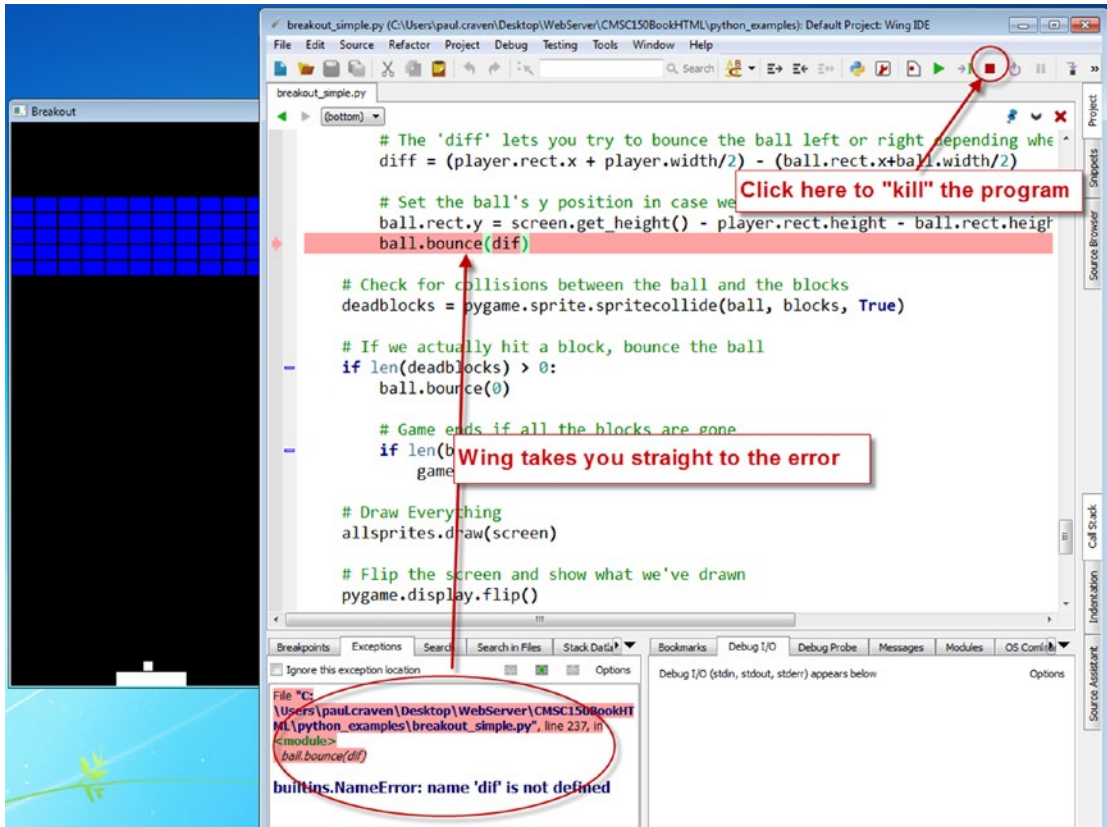 breakout_simple.py (C:\Users\paul.craven\Desktop\WebServer\CMSC150BookHTML\python_examples): Default Project: Wing IDE
File Edit Source Refactor Project Debug Testing Tools Window Help
Search
breakout_simple.py
Breakout
(bottom)
# The 'diff' lets you try to bounce the ball left or right depending whe
diff = (player.rect.x + player.width/2) - (ball.rect.x+ball.width/2)
Click here to "kill" the program
# Set the ball's y position in case we
ball.rect.y = screen.get_height() - player.rect.height - ball.rect.heigh
ball.bounce(dif)
# Check for collisions between the ball and the blocks
deadblocks = pygame.sprite.spritecollide(ball, blocks, True)
# If we actually hit a block, bounce the ball
if len(deadblocks) > 0:
ball.bounce(0)
# Game ends if all the blocks are gone
if len(b
Wing takes you straight to the error
game
# Draw Everything
allsprites.draw(screen)
# Flip the screen and show what we've drawn
pygame.display.flip()
Project
Snippets
Source Browser
Call Stack
Indentation
Source Assistant
Breakpoints Exceptions Search Search in Files Stack Data
Bookmarks Debug I/O Debug Probe Messages Modules OS Comma
Ignore this exception location Options
Debug I/O (stdin, stdout, stderr) appears below Options
File "C:
\Users\paul.craven\Desktop\WebServer\CMSC150BookHT
ML\python_examples\breakout_simple.py", line 237, in
<module>
ball.bounce(dif)
builtins.NameError: name 'dif' is not defined